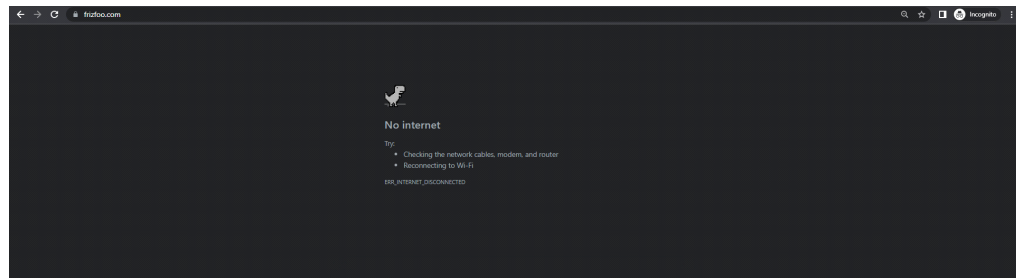 frizfoo.com Incognito
No internet
Try:
• Checking the network cables, modem, and router
• Reconnecting to Wi-Fi
ERR_INTERNET_DISCONNECTED